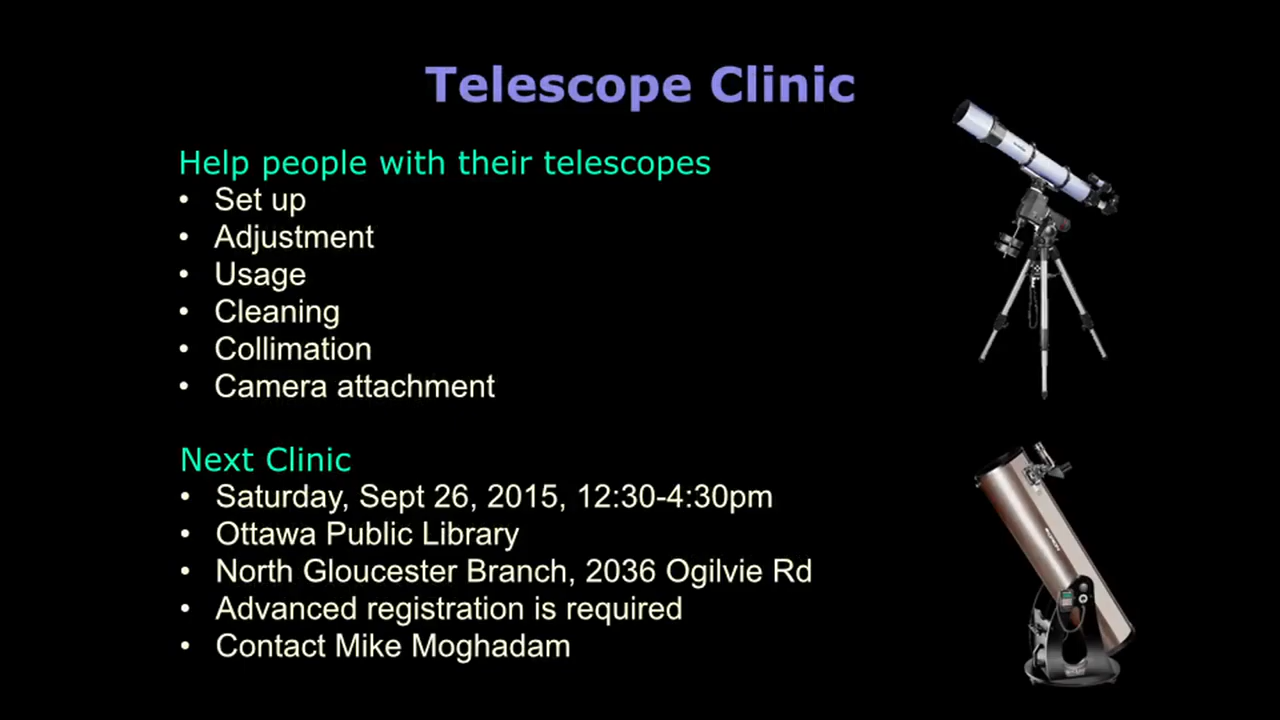 Telescope Clinic
Help people with their telescopes
• Set up
• Adjustment
• Usage
• Cleaning
• Collimation
• Camera attachment
Next Clinic
• Saturday, Sept 26, 2015, 12:30-4:30pm
• Ottawa Public Library
• North Gloucester Branch, 2036 Ogilvie Rd
• Advanced registration is required
• Contact Mike Moghadam